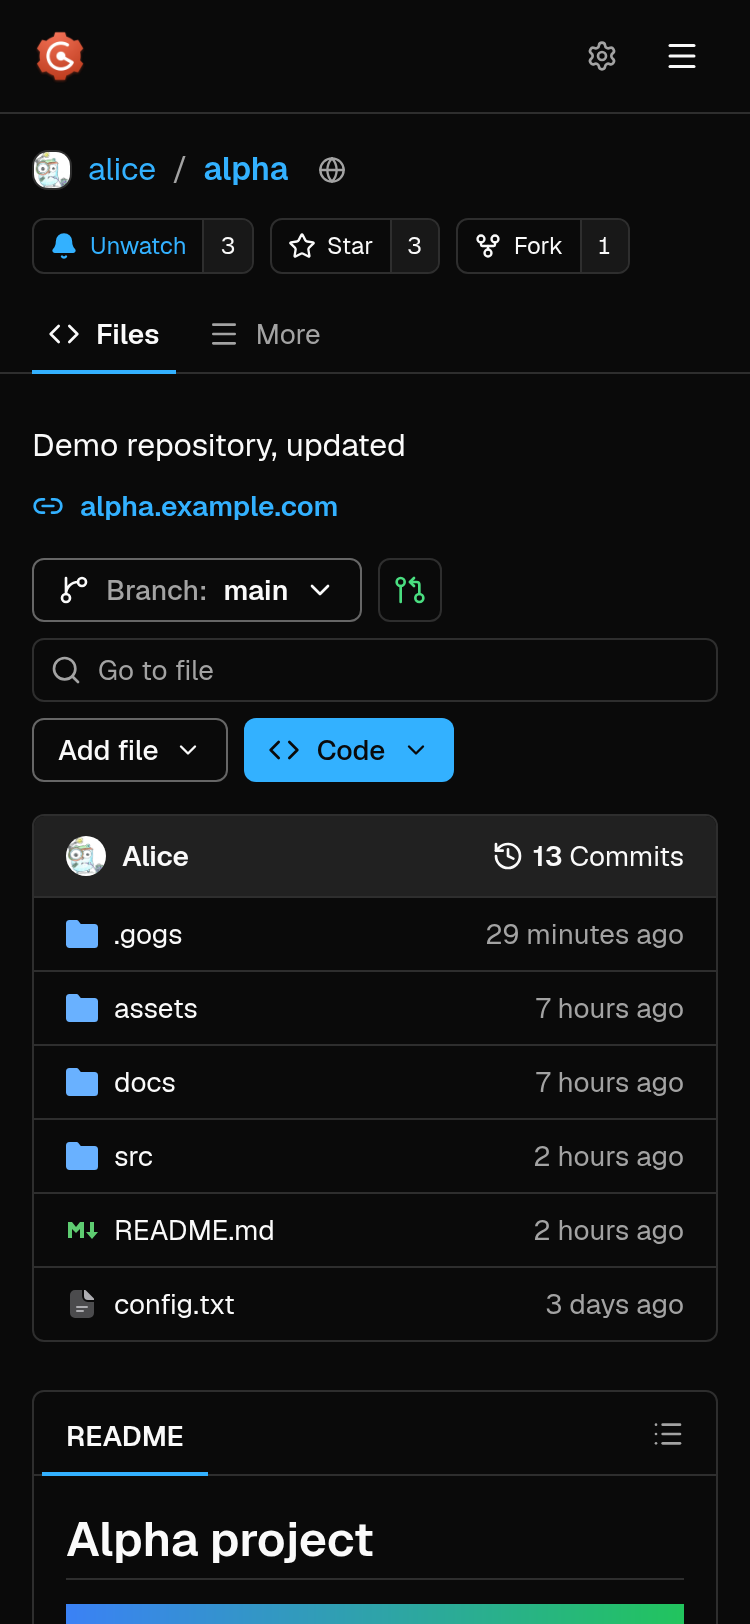 alice / alpha
Unwatch 3 Star 3 Fork 1
Files More
Demo repository, updated
alpha.example.com
Branch: main
Go to file
Add file Code
Alice 13 Commits
.gogs 29 minutes ago
assets 7 hours ago
docs 7 hours ago
src 2 hours ago
README.md 2 hours ago
config.txt 3 days ago
README
Alpha project